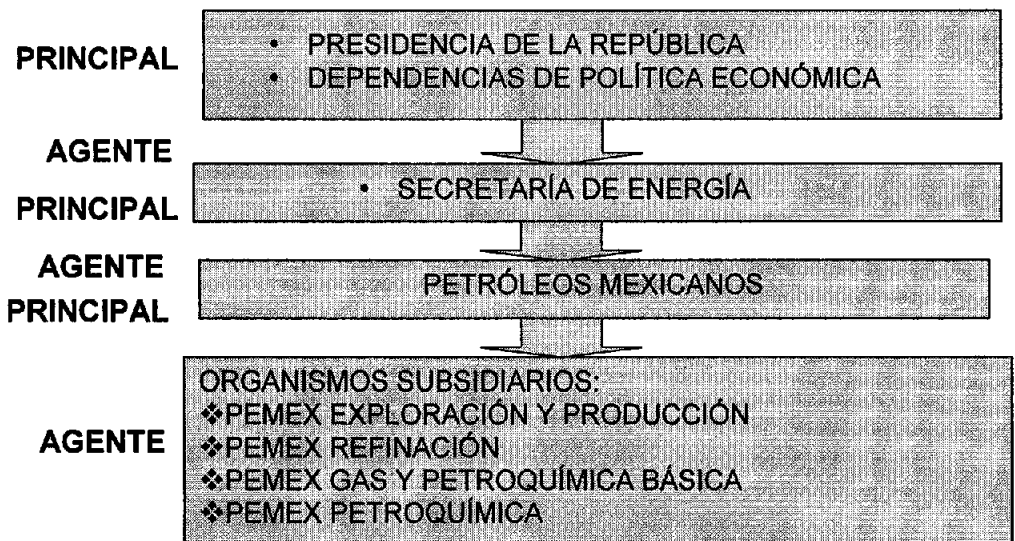 PRINCIPAL
• PRESIDENCIA DE LA REPÚBLICA
• DEPENDENCIAS DE POLÍTICA ECONÓMICA
AGENTE
PRINCIPAL
• SECRETARÍA DE ENERGÍA
AGENTE
PRINCIPAL
PETRÓLEOS MEXICANOS
AGENTE
ORGANISMOS SUBSIDIARIOS:
❖PEMEX EXPLORACIÓN Y PRODUCCIÓN
❖PEMEX REFINACIÓN
❖PEMEX GAS Y PETROQUÍMICA BÁSICA
❖PEMEX PETROQUÍMICA